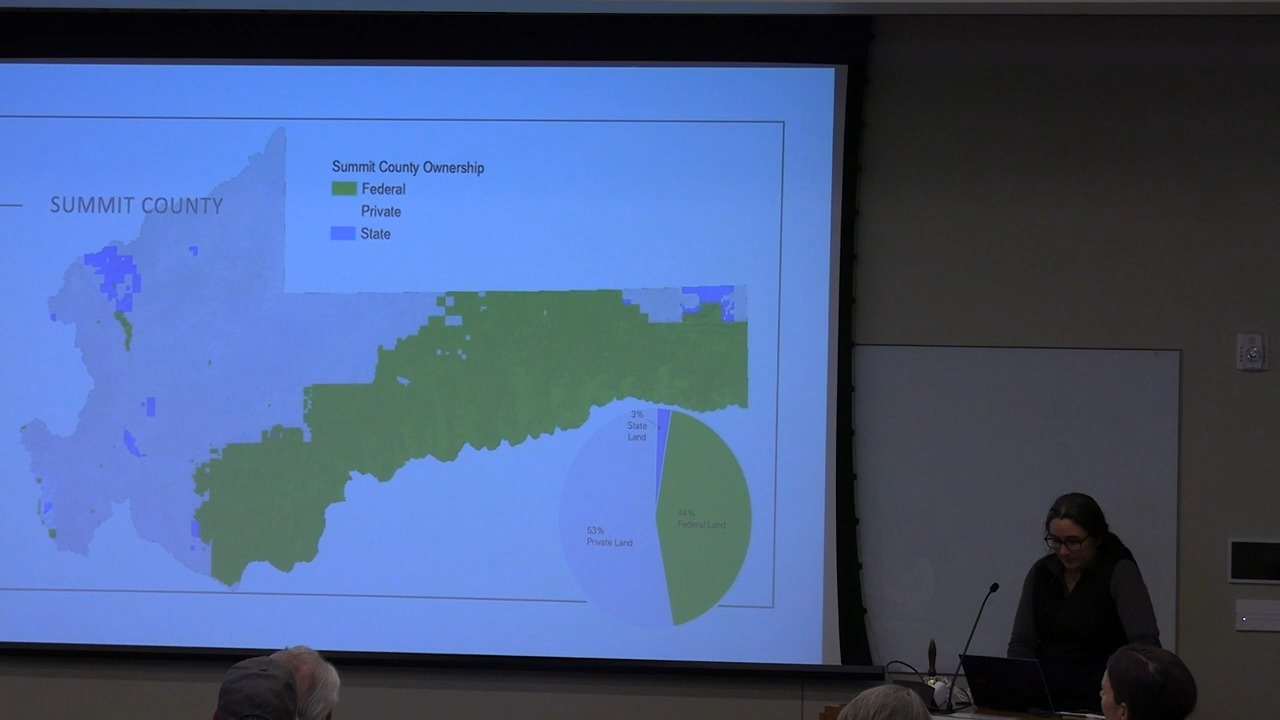 SUMMIT COUNTY
Summit County Ownership
Federal
Private
State
3%
State
Land
44%
Federal Land
53%
Private Land